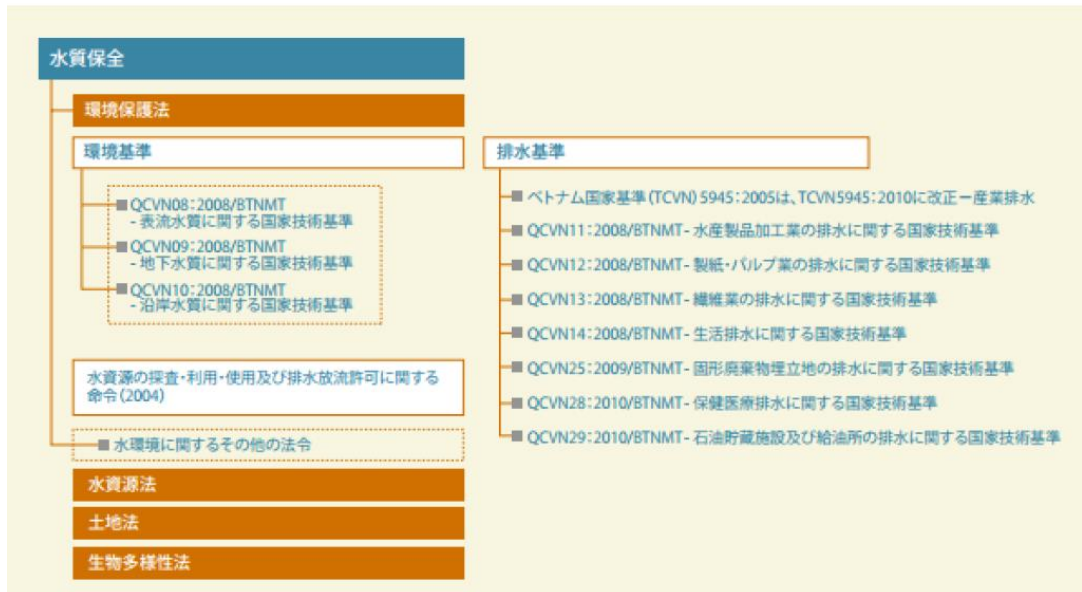 水質保全
環境保護法
環境基準
QCVN08:2008/BTNMT
- 表流水質に関する国家技術基準
QCVN09:2008/BTNMT
- 地下水質に関する国家技術基準
QCVN10:2008/BTNMT
- 沿岸水質に関する国家技術基準
水資源の探査・利用・使用及び排水放流許可に関する
命令(2004)
水環境に関するその他の法令
水資源法
土地法
生物多様性法
排水基準
ベトナム国家基準(TCVN)5945:2005は、TCVN5945:2010に改正ー産業排水
QCVN11:2008/BTNMT- 水産製品加工業の排水に関する国家技術基準
QCVN12:2008/BTNMT- 製紙・パルプ業の排水に関する国家技術基準
QCVN13:2008/BTNMT- 繊維業の排水に関する国家技術基準
QCVN14:2008/BTNMT- 生活排水に関する国家技術基準
QCVN25:2009/BTNMT- 固形廃棄物埋立地の排水に関する国家技術基準
QCVN28:2010/BTNMT- 保健医療排水に関する国家技術基準
QCVN29:2010/BTNMT- 石油貯蔵施設及び給油所の排水に関する国家技術基準